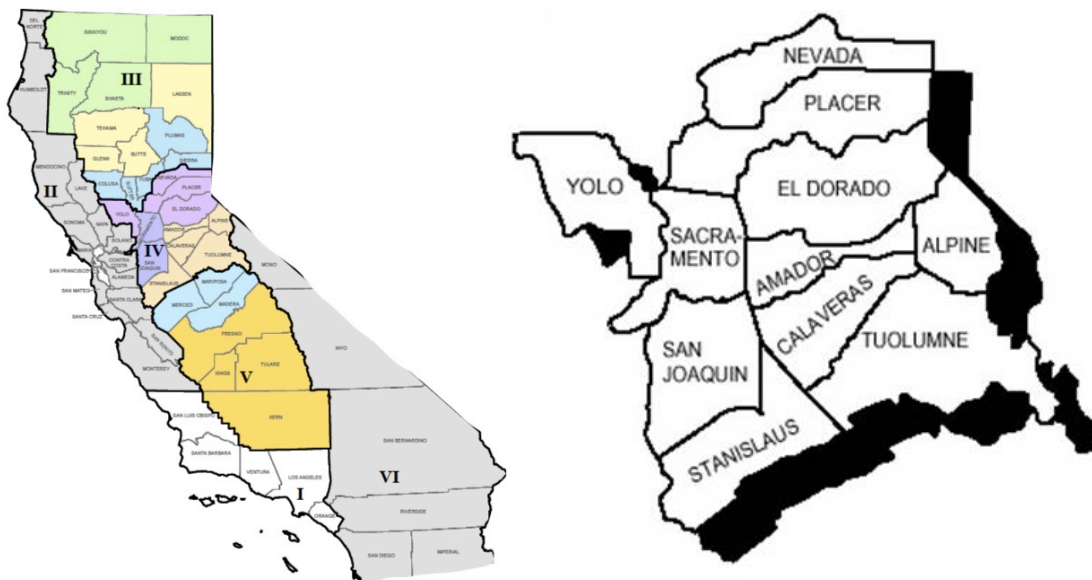 DEL
NORTE
SISKIYOU
MODOC
III
HUMBOLDT
TRINITY
SHASTA
LASSEN
TEHAMA
PLUMAS
GLENN
BUTTE
SIERRA
MENDOCINO
II
LAKE
COLUSA
NEVADA
PLACER
YOLO
EL DORADO
SONOMA
NAPA
SOLANO
ALPINE
AMADOR
CALAVERAS
IV
TUOLUMNE
SAN
JOAQUIN
CONTRA
COSTA
SAN FRANCISCO
ALAMEDA
MONO
SAN MATEO
SANTA CLARA
STANISLAUS
MARIPOSA
SANTA CRUZ
MERCED
MADERA
SAN BENITO
FRESNO
INYO
MONTEREY
KINGS
V
TULARE
SAN LUIS OBISPO
KERN
SAN BERNARDINO
SANTA BARBARA
VENTURA
LOS ANGELES
I
VI
ORANGE
RIVERSIDE
SAN DIEGO
IMPERIAL
NEVADA
PLACER
YOLO
EL DORADO
SACRA-
MENTO
ALPINE
AMADOR
CALAVERAS
TUOLUMNE
SAN
JOAQUIN
STANISLAUS